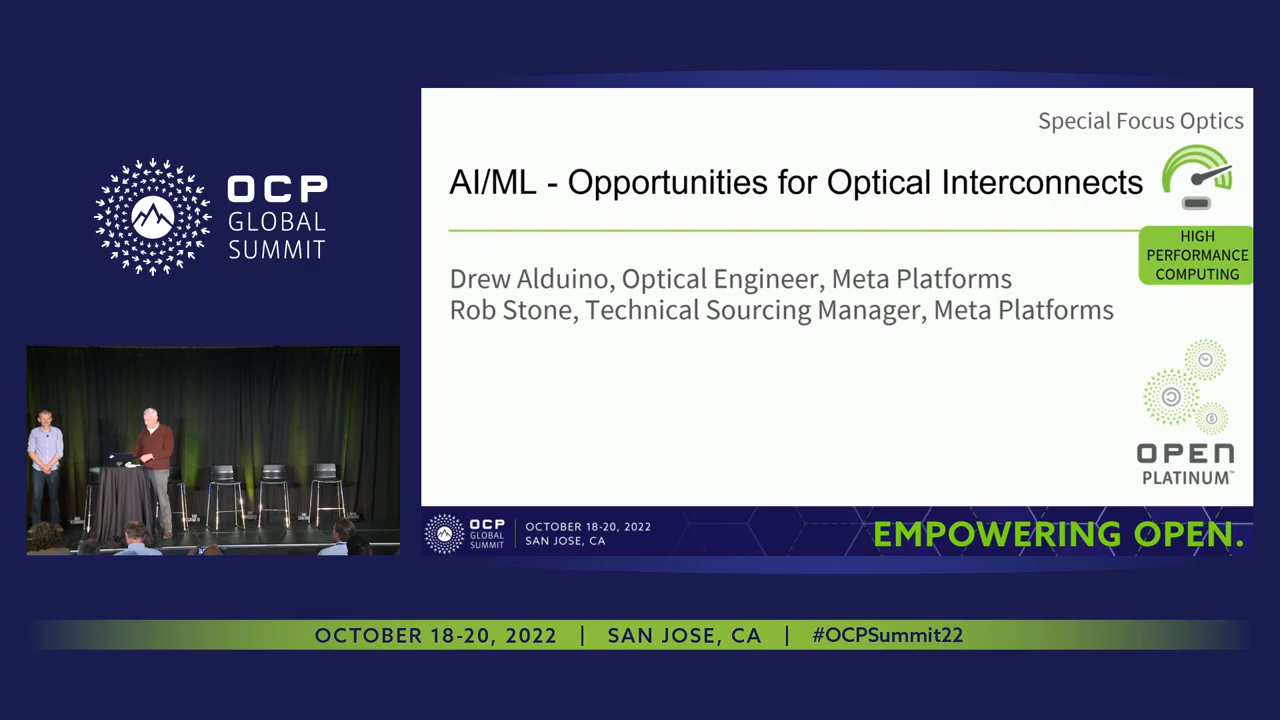 OCP
GLOBAL
SUMMIT
Special Focus Optics
AI/ML - Opportunities for Optical Interconnects
HIGH
PERFORMANCE
COMPUTING
Drew Alduino, Optical Engineer, Meta Platforms
Rob Stone, Technical Sourcing Manager, Meta Platforms
OPEN
PLATINUM™
OCP
GLOBAL
SUMMIT
OCTOBER 18-20, 2022
SAN JOSE, CA
EMPOWERING OPEN.
OCTOBER 18-20, 2022 | SAN JOSE, CA | #OCPSummit22